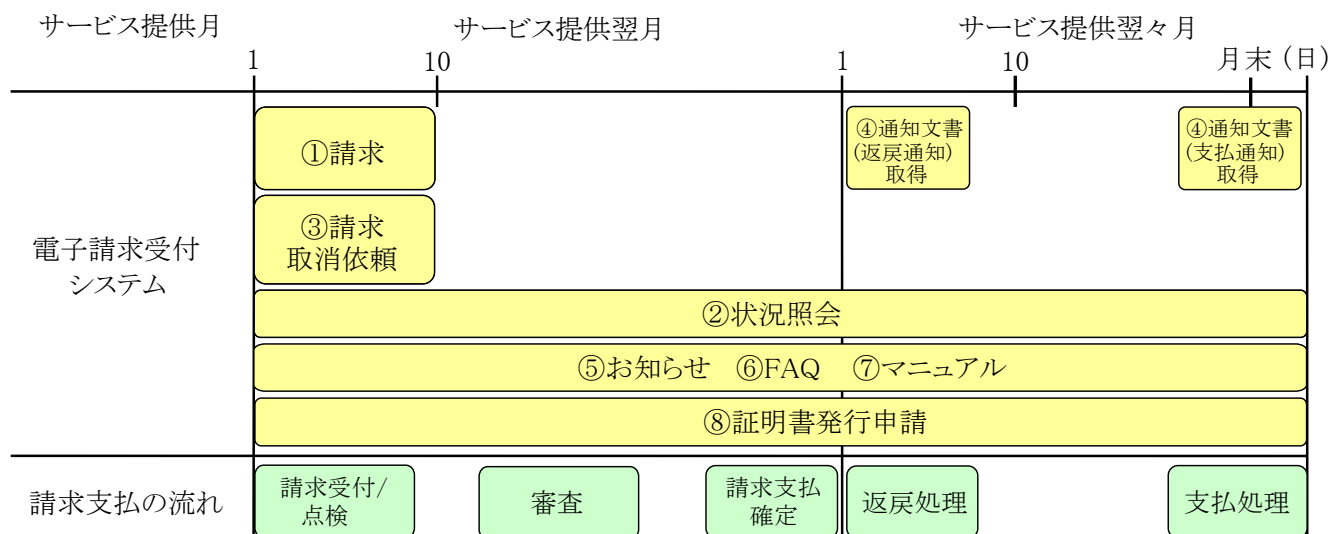 サービス提供月
サービス提供翌月
サービス提供翌々月
1
10
1
10
月末(日)
①請求
④通知文書
(返戻通知)
取得
④通知文書
(支払通知)
取得
③請求
取消依頼
電子請求受付
システム
②状況照会
⑤お知らせ ⑥FAQ ⑦マニュアル
⑧証明書発行申請
請求支払の流れ
請求受付/
点検
審査
請求支払
確定
返戻処理
支払処理